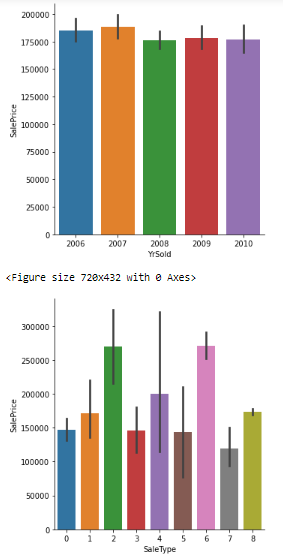 200000
175000
150000
125000
100000
75000
50000
25000
0
SalePrice
2006 2007 2008 2009 2010
YrSold
<Figure size 720x432 with 0 Axes>
300000
250000
200000
150000
100000
50000
0
SalePrice
0 1 2 3 4 5 6 7 8
SaleType